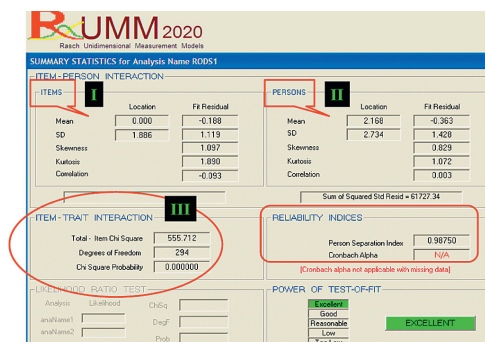 RUMM2020
Rasch Unidimensional Measurement Models
SUMMARY STATISTICS for Analysis Name RODS1
ITEM-PERSON INTERACTION
ITEMS
I
Location Fit Residual
Mean 0.000 -0.188
SD 1.886 1.119
Skewness 1.097
Kurtosis 1.890
Correlation -0.093
PERSONS
II
Location Fit Residual
Mean 2.168 -0.363
SD 2.734 1.428
Skewness 0.829
Kurtosis 1.072
Correlation 0.003
Sum of Squared Std Resid = 61727.34
ITEM-TRAIT INTERACTION
III
Total - Item Chi Square 555.712
Degrees of Freedom 294
Chi Square Probability 0.000000
RELIABILITY INDICES
Person Separation Index 0.98750
Cronbach Alpha N/A
[Cronbach alpha not applicable with missing data]
LIKELIHOOD RATIO TEST
Analysis Likelihood ChiSq
anaName1 DegF
anaName2 Prob
POWER OF TEST-OF-FIT
Excellent
Good
Reasonable
Low
EXCELLENT